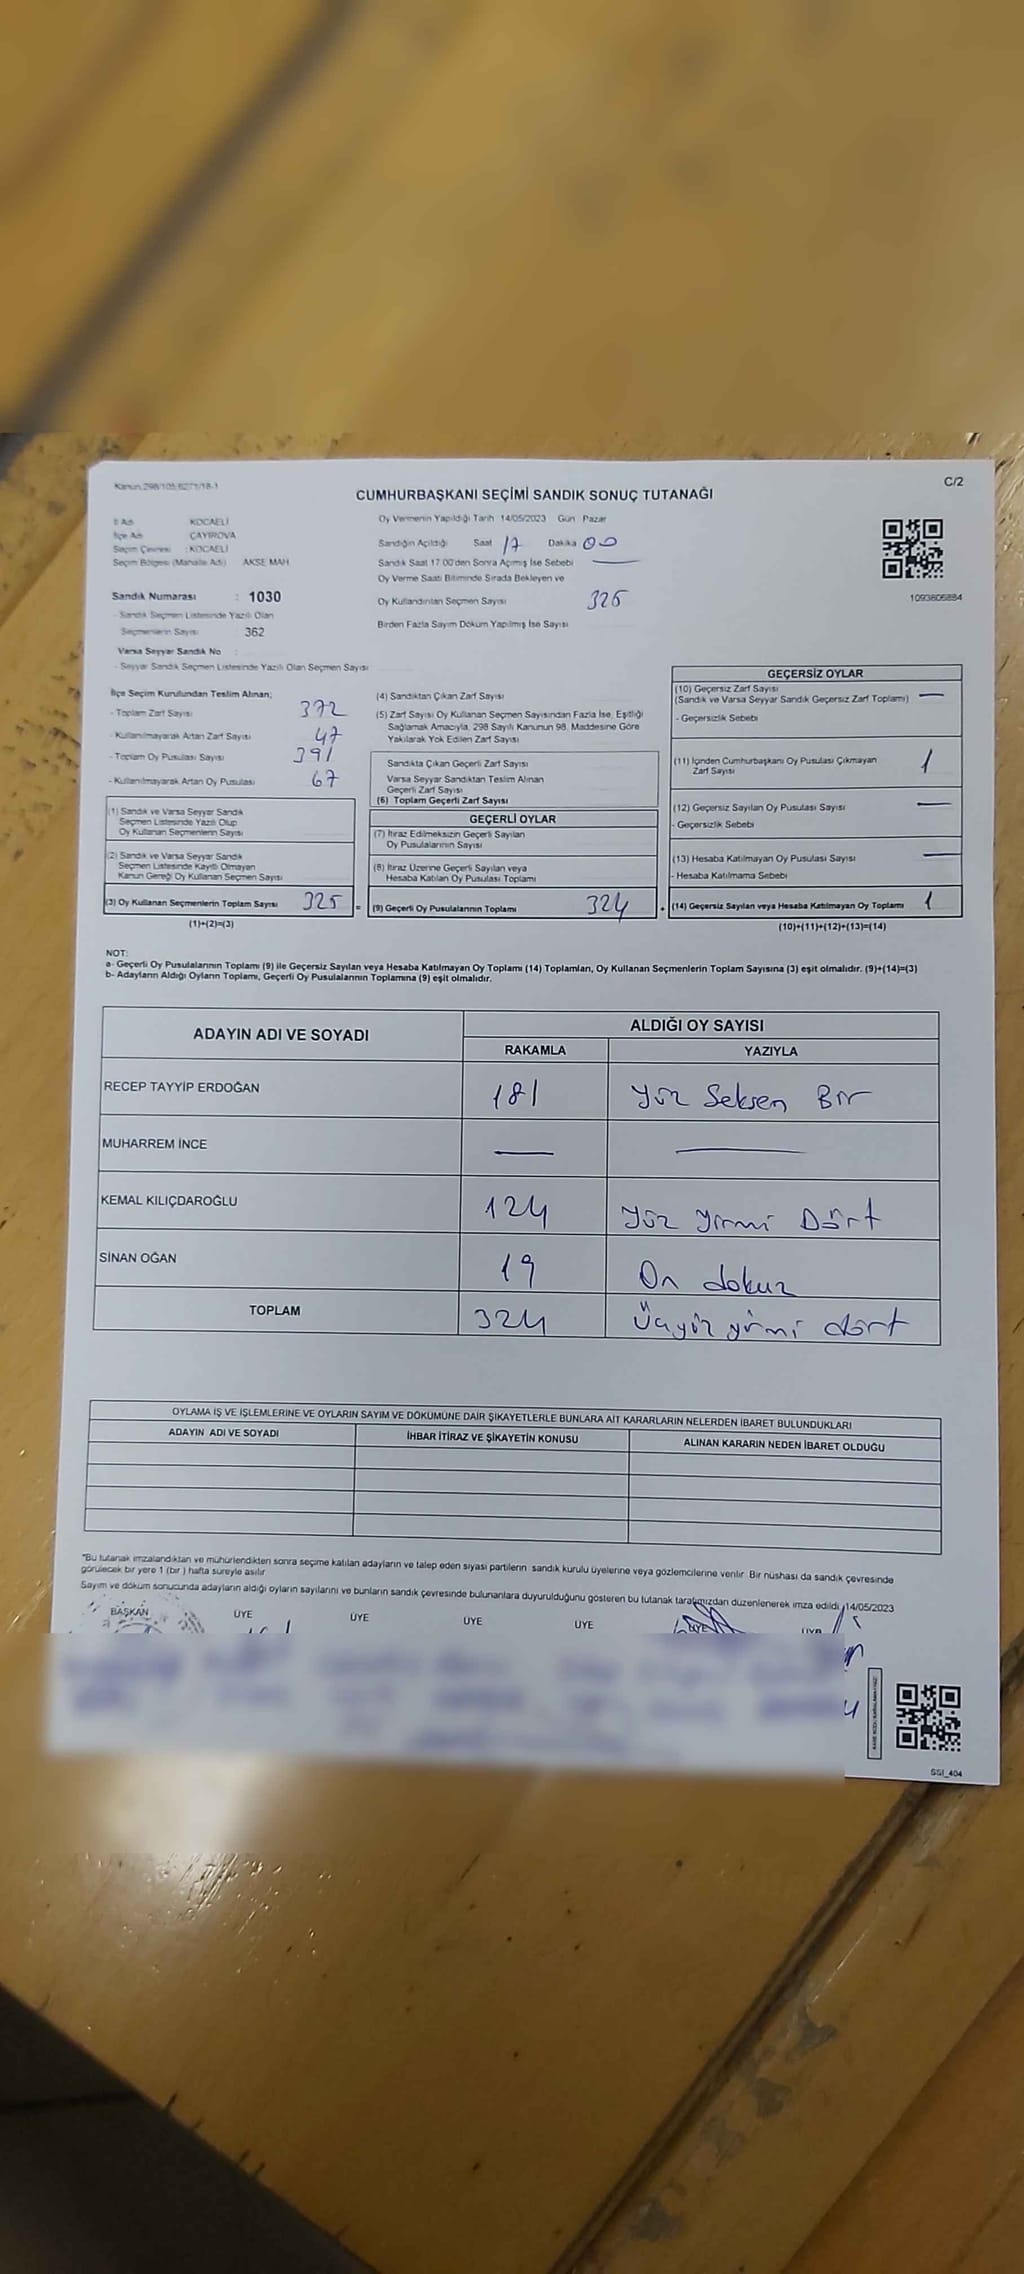 Kanun:298/105,6271/18-1
C/2
CUMHURBAŞKANI SEÇİMİ SANDIK SONUÇ TUTANAĞI
İl Adı KOCAELİ
İlçe Adı ÇAYIROVA
Seçim Çevresi : KOCAELİ
Seçim Bölgesi (Mahalle Adı) AKSE MAH.
Sandık Numarası : 1030
- Sandık Seçmen Listesinde Yazılı Olan
Seçmenlerin Sayısı 362
Varsa Seyyar Sandık No :
- Seyyar Sandık Seçmen Listesinde Yazılı Olan Seçmen Sayısı
Oy Vermenin Yapıldığı Tarih 14/05/2023 Gün Pazar
Sandığın Açıldığı Saat 17 Dakika 00
Sandık Saat 17.00'den Sonra Açımış İse Sebebi —
Oy Verme Saati Bitiminde Sırada Bekleyen ve
Oy Kullandırılan Seçmen Sayısı 325
Birden Fazla Sayım Döküm Yapılmış İse Sayısı
1093805884
İlçe Seçim Kurulundan Teslim Alınan;
- Toplam Zarf Sayısı 372
- Kullanılmayarak Artan Zarf Sayısı 47
- Toplam Oy Pusulası Sayısı 391
- Kullanılmayarak Artan Oy Pusulası 67
(1) Sandık ve Varsa Seyyar Sandık
Seçmen Listesinde Yazılı Olup
Oy Kullanan Seçmenlerin Sayısı
(2) Sandık ve Varsa Seyyar Sandık
Seçmen Listesinde Kayıtlı Olmayan
Kanun Gereği Oy Kullanan Seçmen Sayısı
(3) Oy Kullanan Seçmenlerin Toplam Sayısı 325 =
(1)+(2)=(3)
(4) Sandıktan Çıkan Zarf Sayısı
(5) Zarf Sayısı Oy Kullanan Seçmen Sayısından Fazla İse, Eşitliği
Sağlamak Amacıyla, 298 Sayılı Kanunun 98. Maddesine Göre
Yakılarak Yok Edilen Zarf Sayısı
Sandıkta Çıkan Geçerli Zarf Sayısı
Varsa Seyyar Sandıktan Teslim Alınan
Geçerli Zarf Sayısı
(6) Toplam Geçerli Zarf Sayısı
GEÇERLİ OYLAR
(7) İtiraz Edilmeksizin Geçerli Sayılan
Oy Pusulalarının Sayısı
(8) İtiraz Üzerine Geçerli Sayılan veya
Hesaba Katılan Oy Pusulası Toplamı
(9) Geçerli Oy Pusulalarının Toplamı 324 +
GEÇERSİZ OYLAR
(10) Geçersiz Zarf Sayısı —
(Sandık ve Varsa Seyyar Sandık Geçersiz Zarf Toplamı)
- Geçersizlik Sebebi
(11) İçinden Cumhurbaşkanı Oy Pusulası Çıkmayan 1
Zarf Sayısı
(12) Geçersiz Sayılan Oy Pusulası Sayısı —
- Geçersizlik Sebebi
(13) Hesaba Katılmayan Oy Pusulası Sayısı —
- Hesaba Katılmama Sebebi
(14) Geçersiz Sayılan veya Hesaba Katılmayan Oy Toplamı 1
(10)+(11)+(12)+(13)=(14)
NOT:
a- Geçerli Oy Pusulalarının Toplamı (9) ile Geçersiz Sayılan veya Hesaba Katılmayan Oy Toplamı (14) Toplamları, Oy Kullanan Seçmenlerin Toplam Sayısına (3) eşit olmalıdır. (9)+(14)=(3)
b- Adayların Aldığı Oyların Toplamı, Geçerli Oy Pusulalarının Toplamına (9) eşit olmalıdır.
ADAYIN ADI VE SOYADI ALDIĞI OY SAYISI
RAKAMLA YAZIYLA
RECEP TAYYİP ERDOĞAN 181 Yüz Seksen Bir
MUHARREM İNCE — —
KEMAL KILIÇDAROĞLU 124 Yüz Yirmi Dört
SİNAN OĞAN 19 On dokuz
TOPLAM 324 Üçyüz yirmi dört
OYLAMA İŞ VE İŞLEMLERİNE VE OYLARIN SAYIM VE DÖKÜMÜNE DAİR ŞİKAYETLERLE BUNLARA AİT KARARLARIN NELERDEN İBARET BULUNDUKLARI
ADAYIN ADI VE SOYADI İHBAR İTİRAZ VE ŞİKAYETİN KONUSU ALINAN KARARIN NEDEN İBARET OLDUĞU
"Bu tutanak imzalandıktan ve mühürlendikten sonra seçime katılan adayların ve talep eden siyasi partilerin sandık kurulu üyelerine veya gözlemcilerine verilir. Bir nüshası da sandık çevresinde
görülecek bir yere 1 (bir) hafta süreyle asılır.
Sayım ve döküm sonucunda adayların aldığı oyların sayılarını ve bunların sandık çevresinde bulunanlara duyurulduğunu gösteren bu tutanak tarafımızdan düzenlenerek imza edildi. 14/05/2023
BAŞKAN ÜYE ÜYE ÜYE ÜYE ÜYE ÜYE
SSI_404